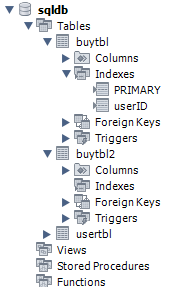 sqldb
Tables
buytbl
Columns
Indexes
PRIMARY
userID
Foreign Keys
Triggers
buytbl2
Columns
Indexes
Foreign Keys
Triggers
usertbl
Views
Stored Procedures
Functions